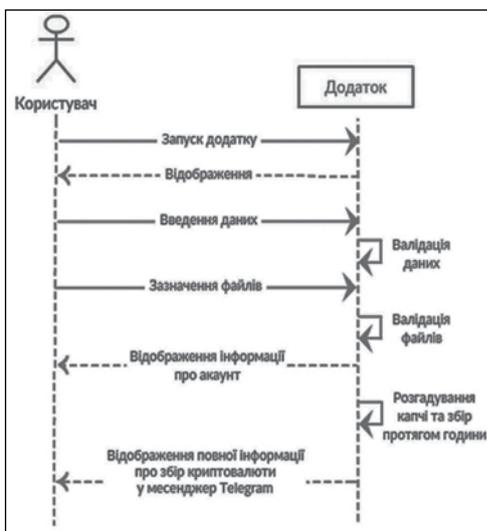 Користувач
Додаток
Запуск додатку
Відображення
Введення даних
Валідація
даних
Зазначення файлів
Валідація
файлів
Відображення інформації
про акаунт
Розгадування
капчі та збір
протягом години
Відображення повної інформації
про збір криптовалюти
у месенджер Telegram